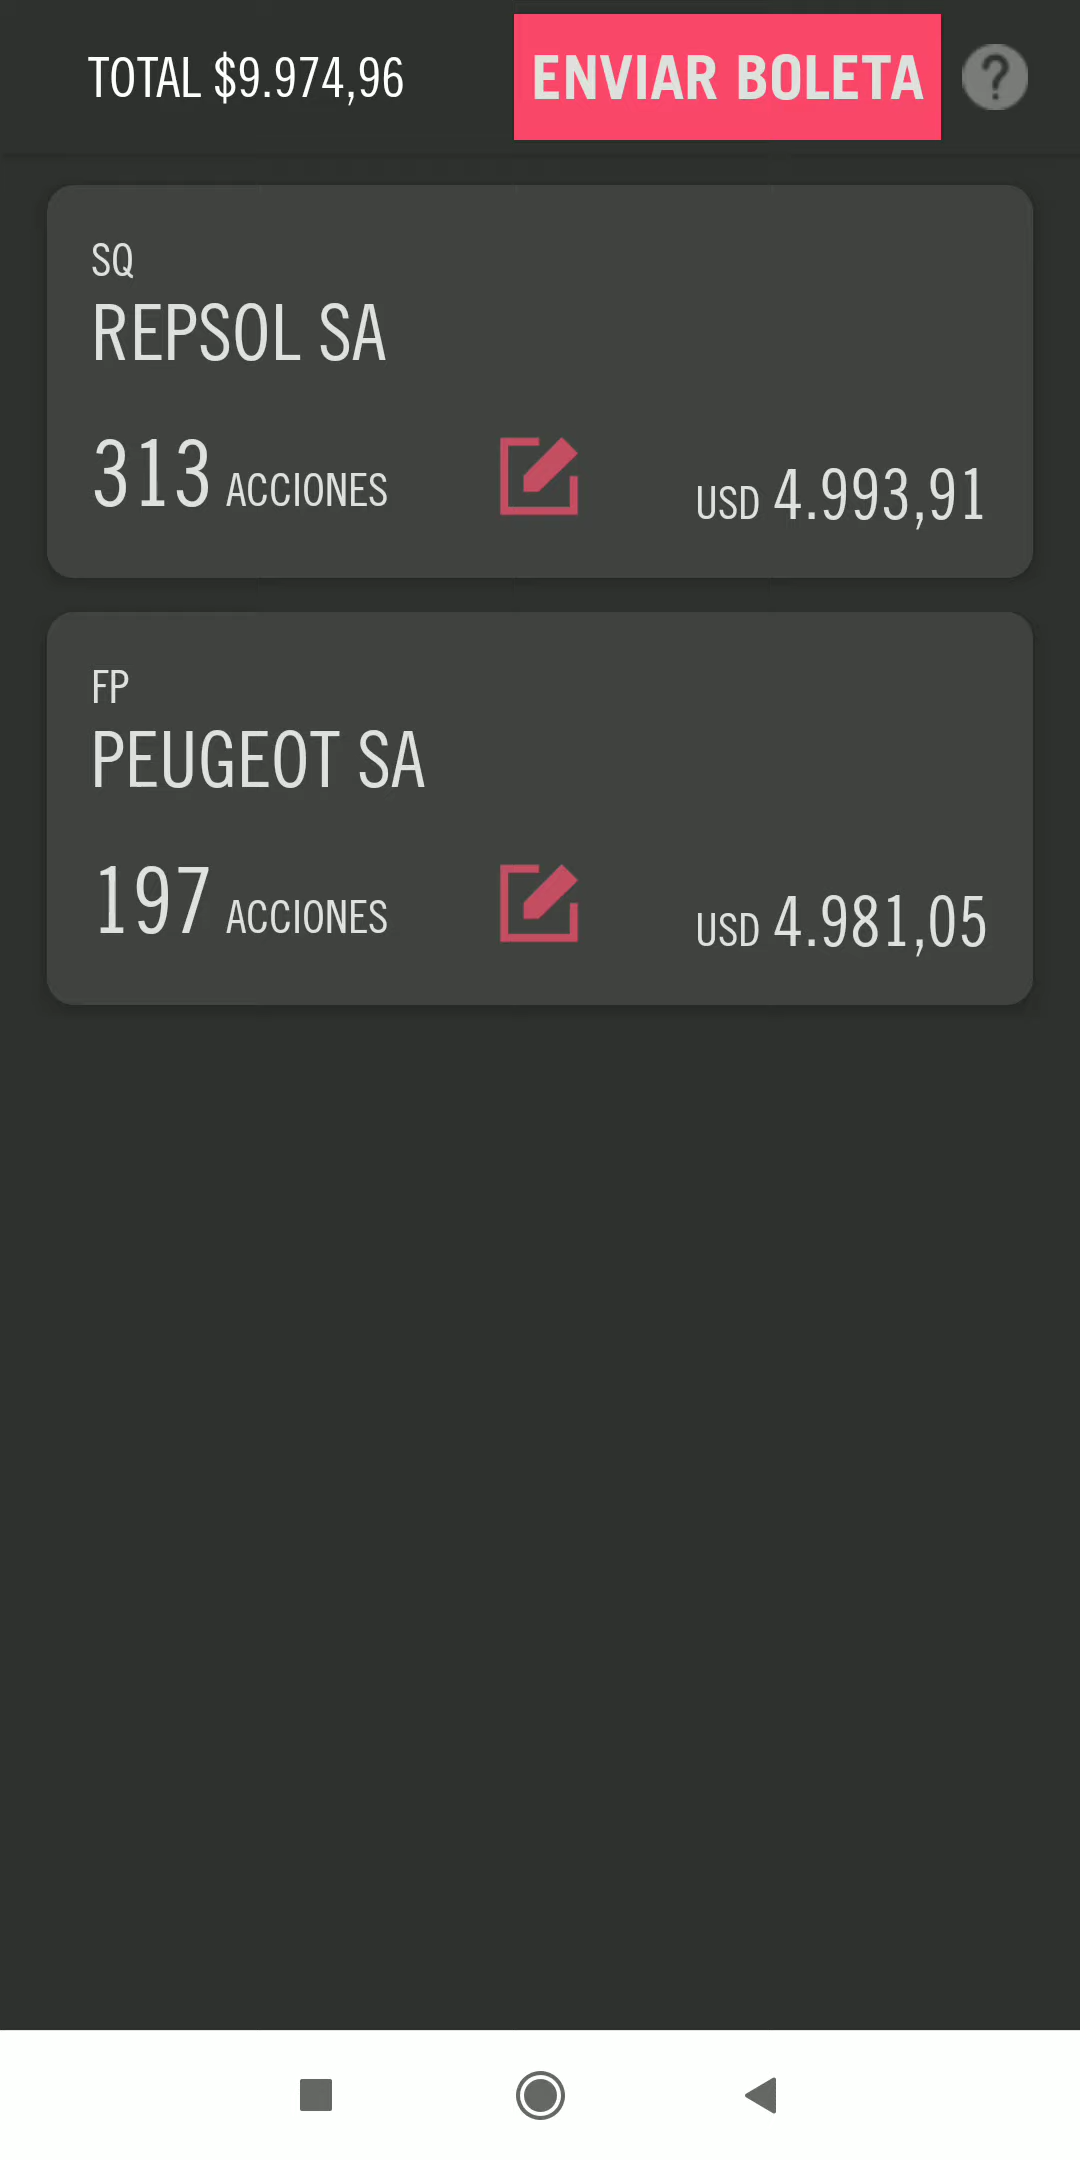 TOTAL $9.974,96
ENVIAR BOLETA
?
SQ
REPSOL SA
313 ACCIONES
USD 4.993,91
FP
PEUGEOT SA
197 ACCIONES
USD 4.981,05